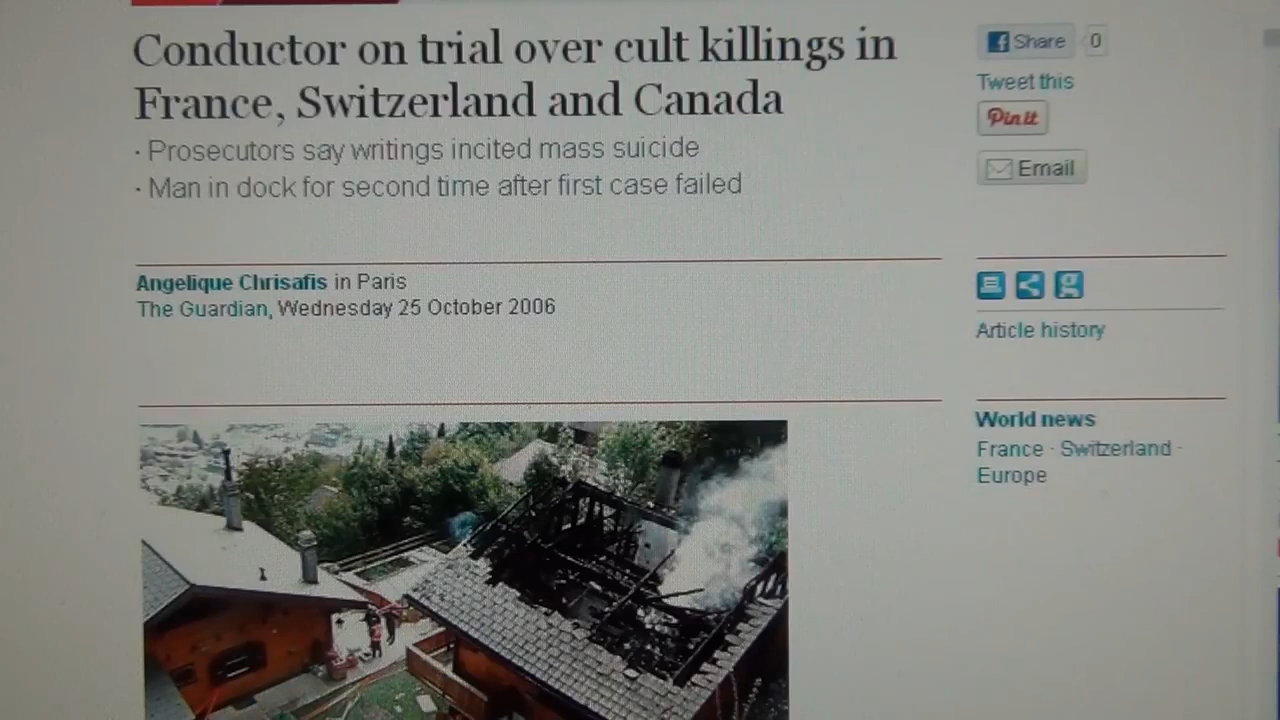 Conductor on trial over cult killings in
France, Switzerland and Canada
· Prosecutors say writings incited mass suicide
· Man in dock for second time after first case failed
Angelique Chrisafis in Paris
The Guardian, Wednesday 25 October 2006
Share 0
Tweet this
Pin it
Email
g
Article history
World news
France · Switzerland ·
Europe